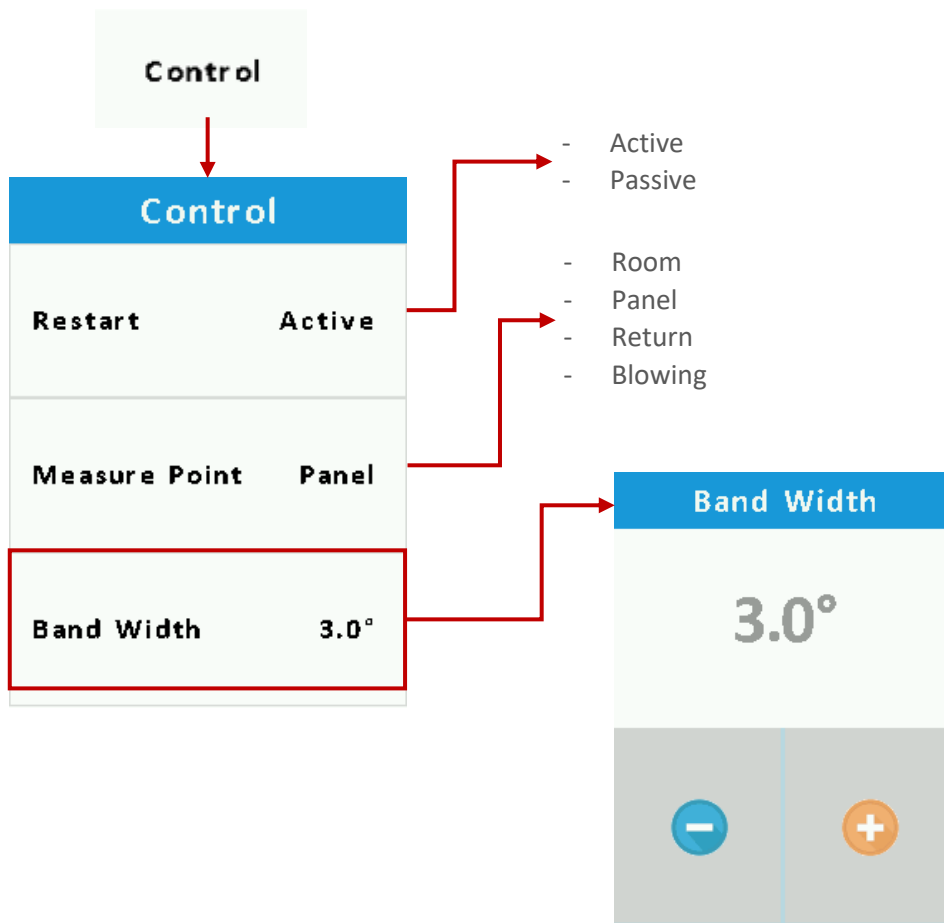 Control
Control
Restart Active
Measure Point Panel
Band Width 3.0°
- Active
- Passive
- Room
- Panel
- Return
- Blowing
Band Width
3.0°